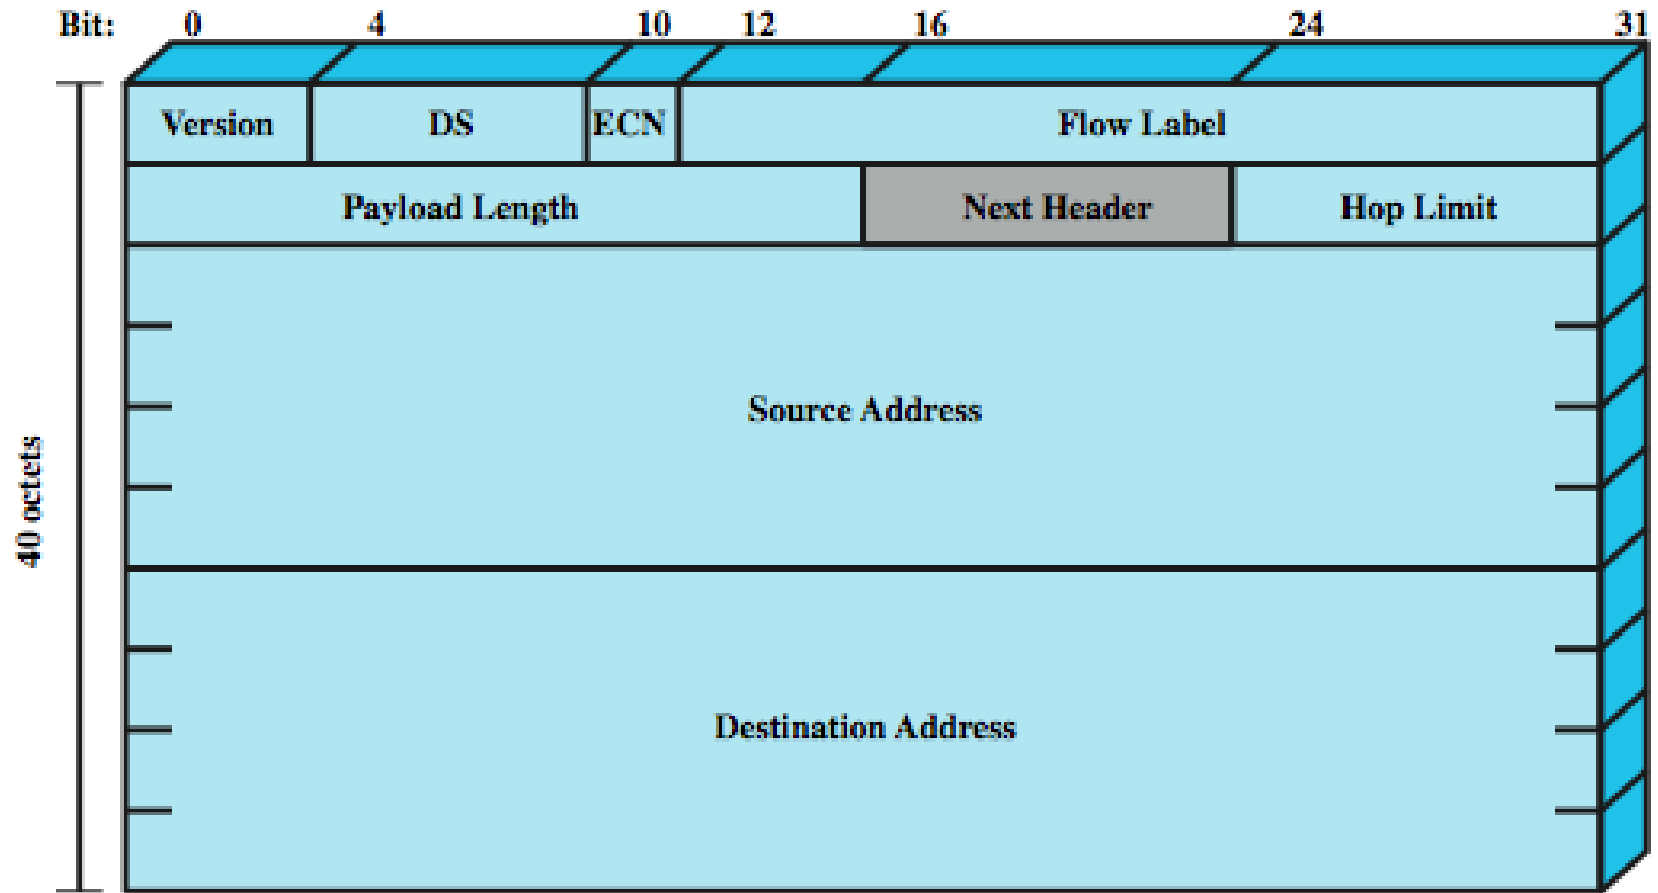 Bit: 0 4 10 12 16 24 31
Version DS ECN Flow Label
Payload Length Next Header Hop Limit
Source Address
40 octets
Destination Address